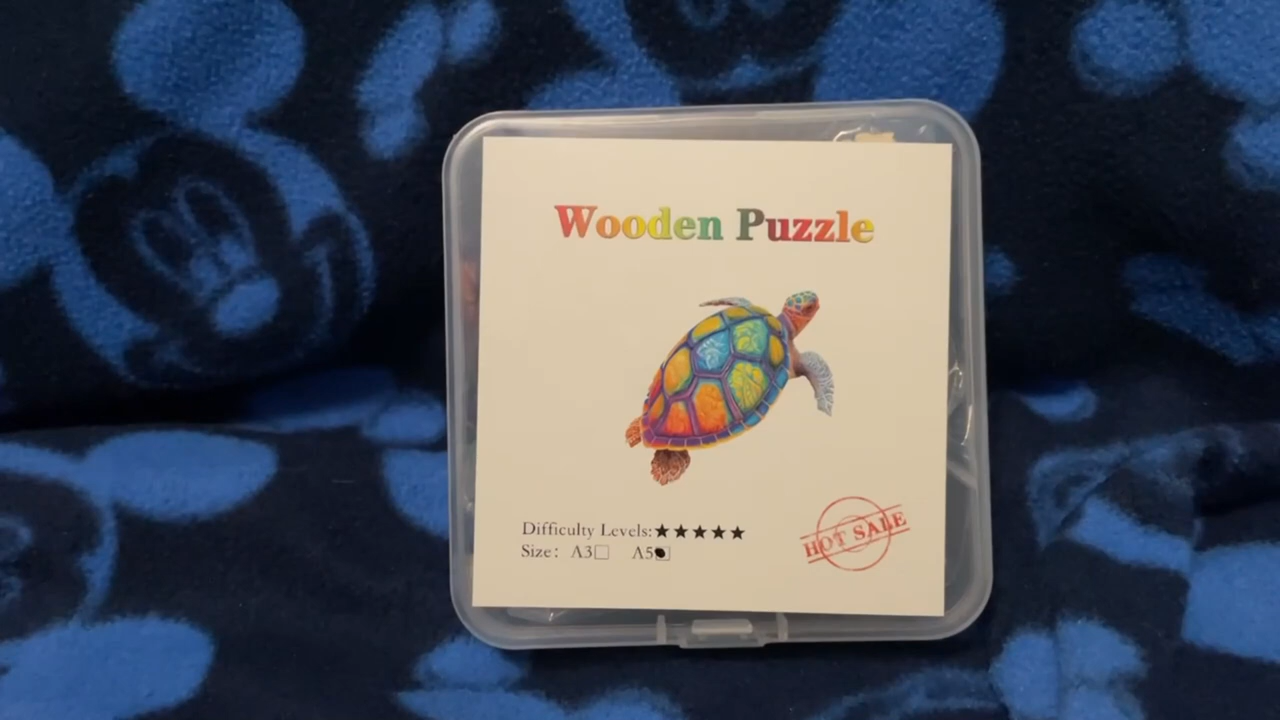 Wooden Puzzle
Difficulty Levels:★★★★★
Size: A3☐ A5☑
HOT SALE